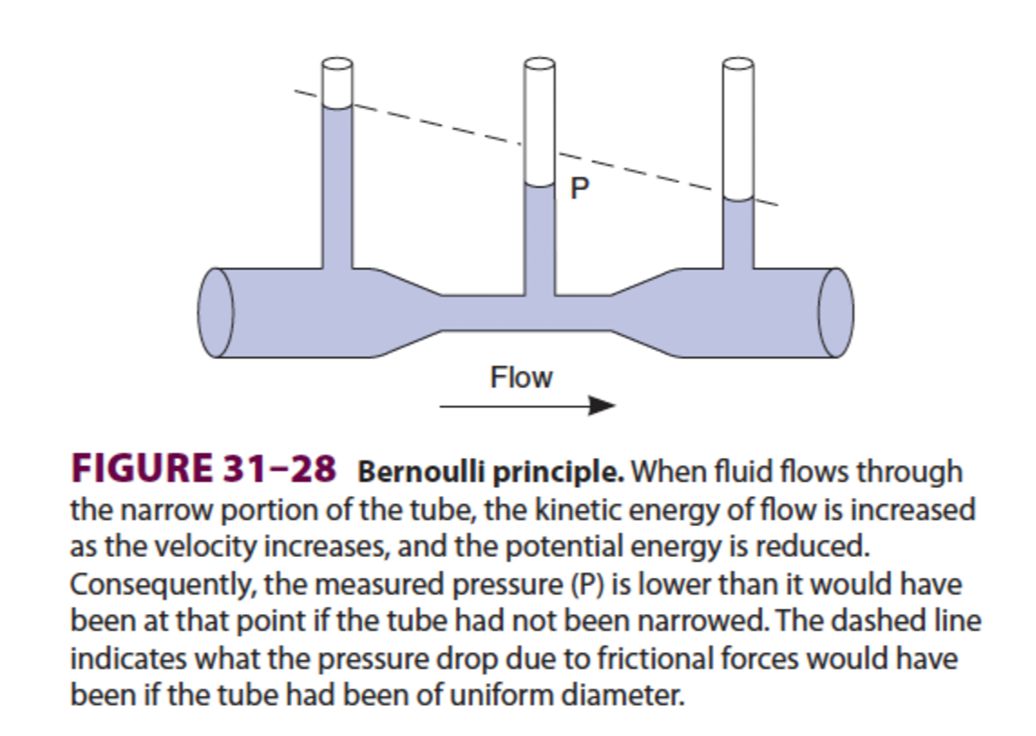 P
Flow
FIGURE 31–28 Bernoulli principle. When fluid flows through
the narrow portion of the tube, the kinetic energy of flow is increased
as the velocity increases, and the potential energy is reduced.
Consequently, the measured pressure (P) is lower than it would have
been at that point if the tube had not been narrowed. The dashed line
indicates what the pressure drop due to frictional forces would have
been if the tube had been of uniform diameter.